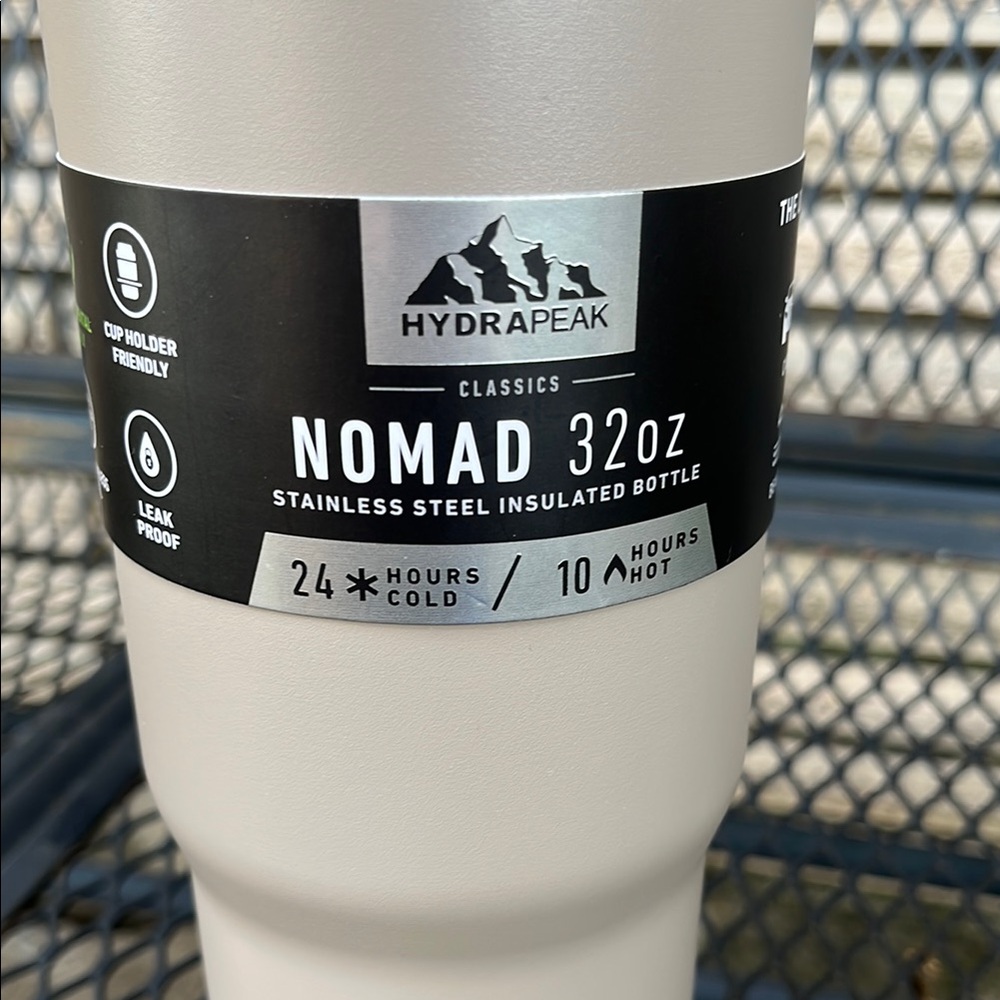 CUP HOLDER
FRIENDLY
LEAK
PROOF
HYDRAPEAK
CLASSICS
NOMAD 32oz
STAINLESS STEEL INSULATED BOTTLE
24 HOURS COLD / 10 HOURS HOT
THE